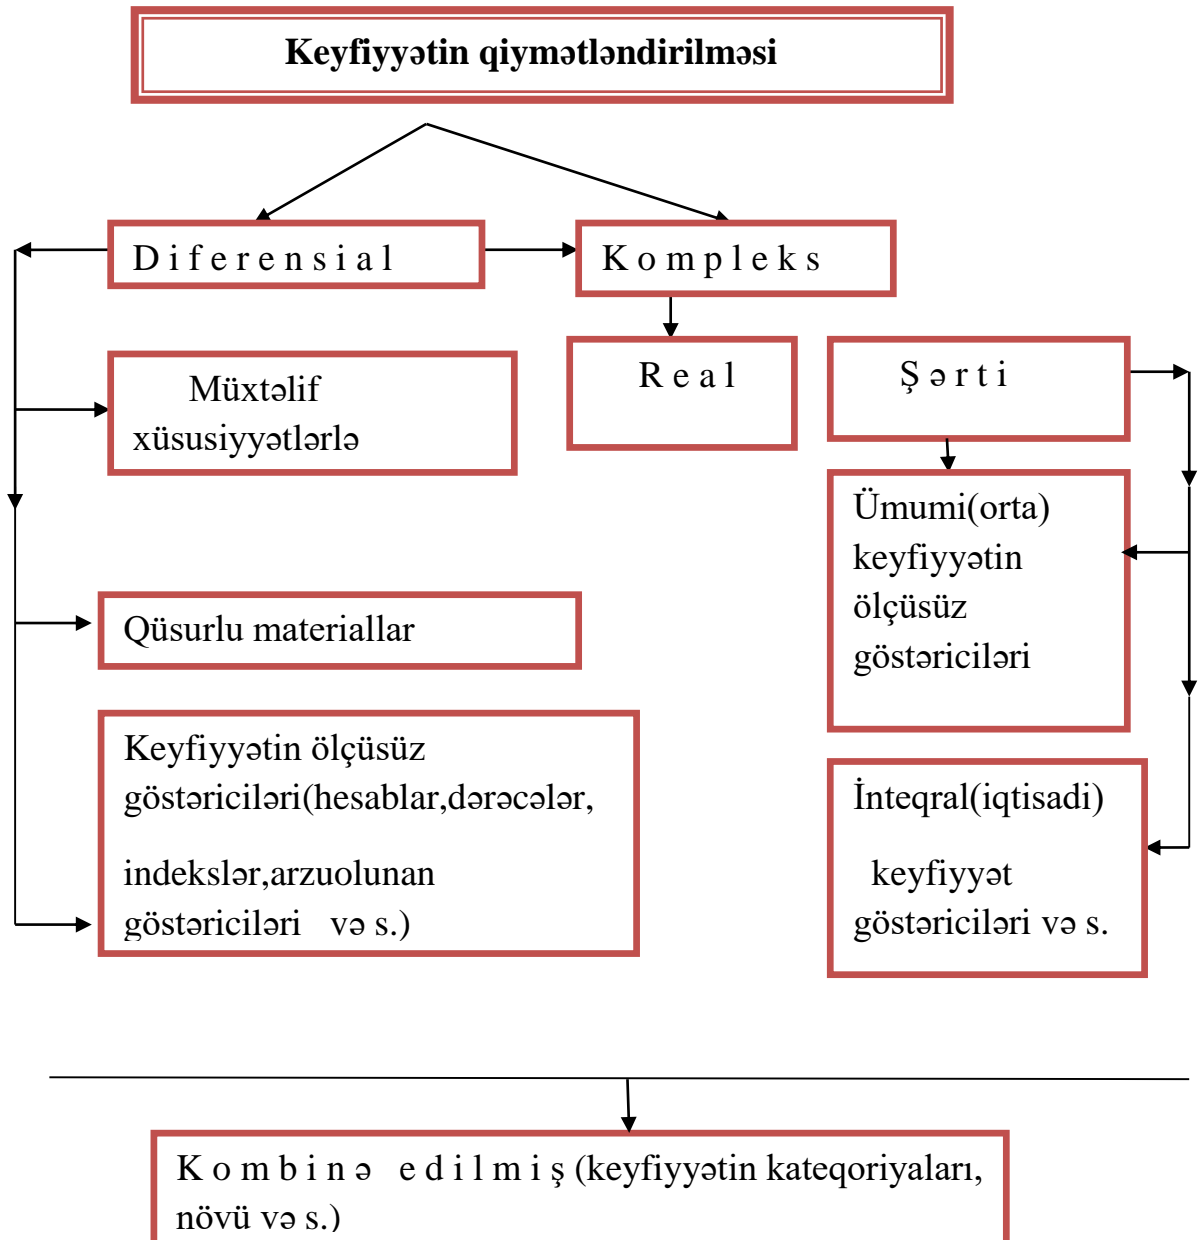 Keyfiyyətin qiymətləndirilməsi
D i f e r e n s i a l
K o m p l e k s
R e a l
Ş ə r t i
Müxtəlif
xüsusiyyətlərlə
Ümumi(orta)
keyfiyyətin
ölçüsüz
göstəriciləri
Qüsurlu materiallar
Keyfiyyətin ölçüsüz
göstəriciləri(hesablar,dərəcələr,
indekslər,arzuolunan
göstəriciləri və s.)
İnteqral(iqtisadi)
keyfiyyət
göstəriciləri və s.
K o m b i n ə e d i l m i ş (keyfiyyətin kateqoriyaları,
növü və s.)